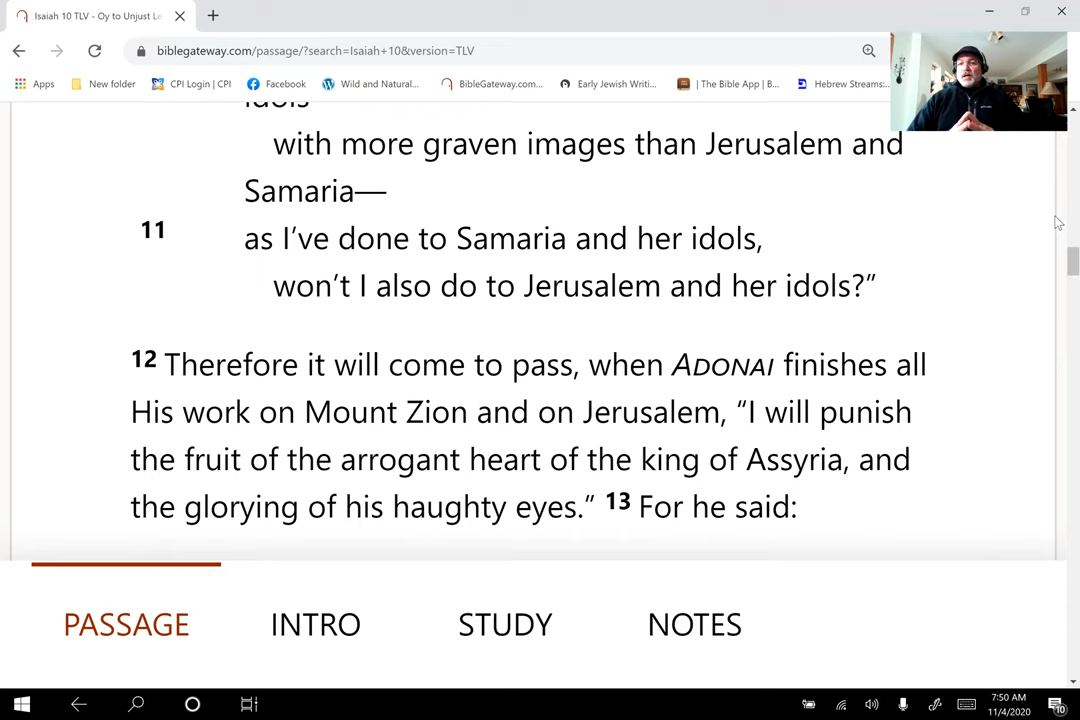 Isaiah 10 TLV - Oy to Unjust Le
biblegateway.com/passage/?search=Isaiah+10&version=TLV
Apps New folder CPI Login | CPI Facebook Wild and Natural... BibleGateway.com... Early Jewish Writi... | The Bible App | B... Hebrew Streams:...
idols
with more graven images than Jerusalem and
Samaria—
11 as I’ve done to Samaria and her idols,
won’t I also do to Jerusalem and her idols?”
12 Therefore it will come to pass, when ADONAI finishes all
His work on Mount Zion and on Jerusalem, “I will punish
the fruit of the arrogant heart of the king of Assyria, and
the glorying of his haughty eyes.” 13 For he said:
PASSAGE INTRO STUDY NOTES
7:50 AM
11/4/2020
10